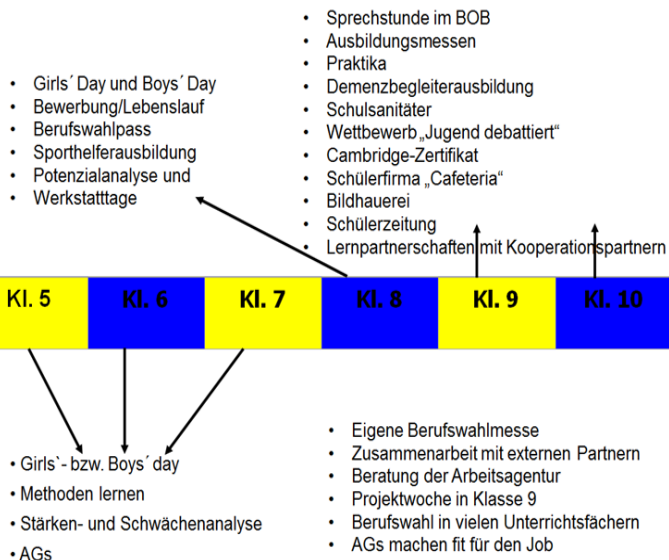 • Sprechstunde im BOB
• Ausbildungsmessen
• Praktika
• Demenzbegleiterausbildung
• Schulsanitäter
• Wettbewerb „Jugend debattiert“
• Cambridge-Zertifikat
• Schülerfirma „Cafeteria“
• Bildhauerei
• Schülerzeitung
• Lernpartnerschaften mit Kooperationspartnern
• Girls´ Day und Boys´ Day
• Bewerbung/Lebenslauf
• Berufswahlpass
• Sporthelferausbildung
• Potenzialanalyse und
• Werkstatttage
Kl. 5 Kl. 6 Kl. 7 Kl. 8 Kl. 9 Kl. 10
• Girls`- bzw. Boys´ day
• Methoden lernen
• Stärken- und Schwächenanalyse
• AGs
• Eigene Berufswahlmesse
• Zusammenarbeit mit externen Partnern
• Beratung der Arbeitsagentur
• Projektwoche in Klasse 9
• Berufswahl in vielen Unterrichtsfächern
• AGs machen fit für den Job